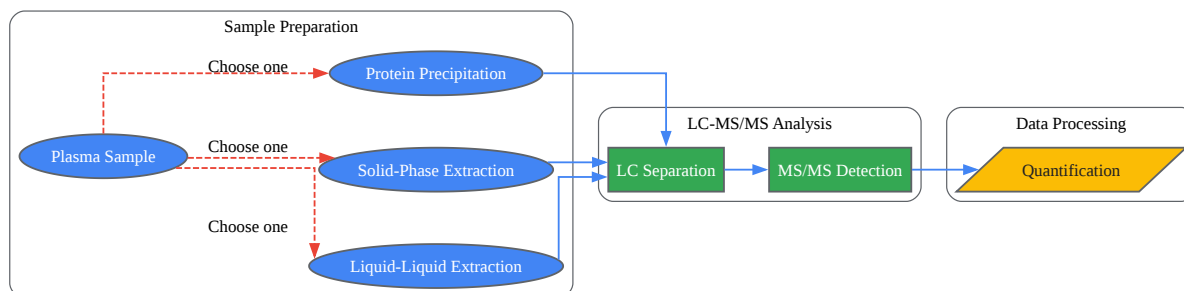 Sample Preparation
Choose one
Protein Precipitation
LC-MS/MS Analysis
Data Processing
Plasma Sample
Choose one
Solid-Phase Extraction
LC Separation
MS/MS Detection
Quantification
Choose one
Liquid-Liquid Extraction